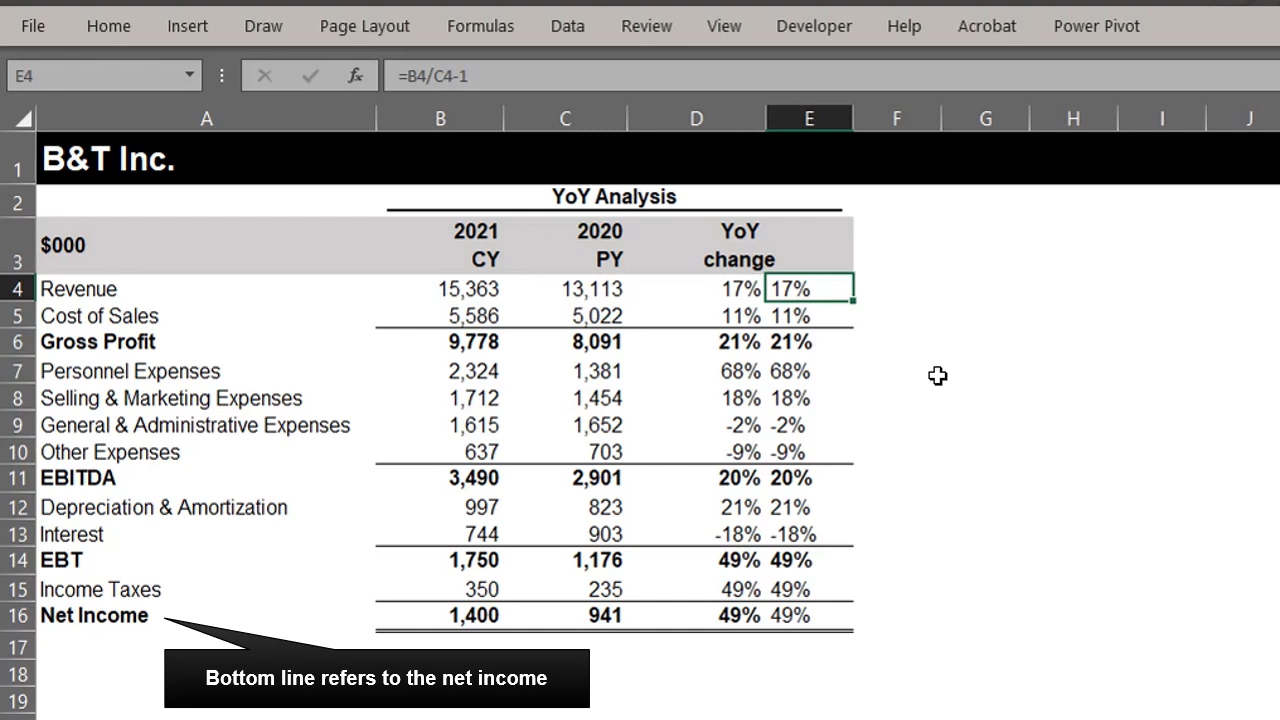 File Home Insert Draw Page Layout Formulas Data Review View Developer Help Acrobat Power Pivot
E4 fx =B4/C4-1
A B C D E F G H I J
1 B&T Inc.
2 YoY Analysis
2021 2020 YoY
3 $000 CY PY change
4 Revenue 15,363 13,113 17% 17%
5 Cost of Sales 5,586 5,022 11% 11%
6 Gross Profit 9,778 8,091 21% 21%
7 Personnel Expenses 2,324 1,381 68% 68%
8 Selling & Marketing Expenses 1,712 1,454 18% 18%
9 General & Administrative Expenses 1,615 1,652 -2% -2%
10 Other Expenses 637 703 -9% -9%
11 EBITDA 3,490 2,901 20% 20%
12 Depreciation & Amortization 997 823 21% 21%
13 Interest 744 903 -18% -18%
14 EBT 1,750 1,176 49% 49%
15 Income Taxes 350 235 49% 49%
16 Net Income 1,400 941 49% 49%
17
18 Bottom line refers to the net income
19